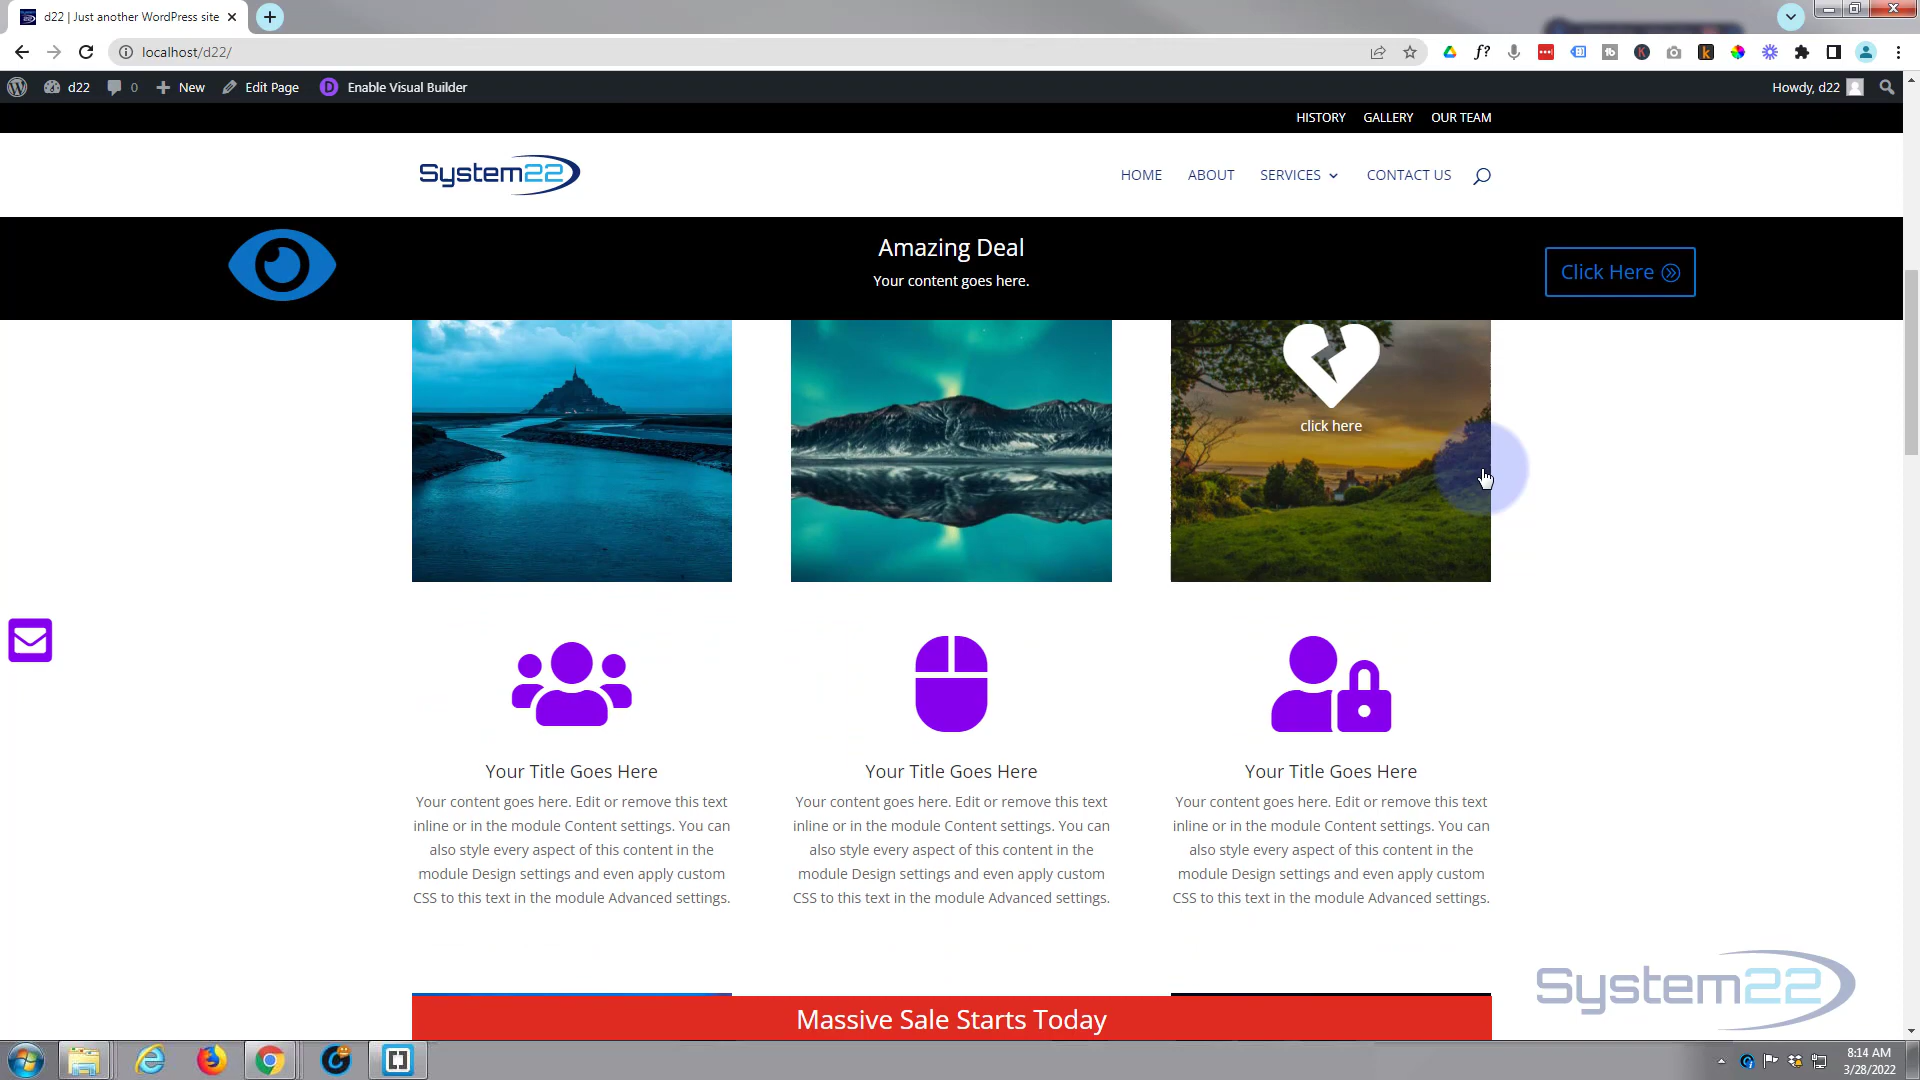 d22 | Just another WordPress site
localhost/d22/
d22 0 New Edit Page D Enable Visual Builder Howdy, d22
HISTORY GALLERY OUR TEAM
System22 HOME ABOUT SERVICES CONTACT US
Amazing Deal
Your content goes here.
Click Here
click here
Your Title Goes Here
Your content goes here. Edit or remove this text
inline or in the module Content settings. You can
also style every aspect of this content in the
module Design settings and even apply custom
CSS to this text in the module Advanced settings.
Your Title Goes Here
Your content goes here. Edit or remove this text
inline or in the module Content settings. You can
also style every aspect of this content in the
module Design settings and even apply custom
CSS to this text in the module Advanced settings.
Your Title Goes Here
Your content goes here. Edit or remove this text
inline or in the module Content settings. You can
also style every aspect of this content in the
module Design settings and even apply custom
CSS to this text in the module Advanced settings.
Massive Sale Starts Today
System22
8:14 AM
3/28/2022